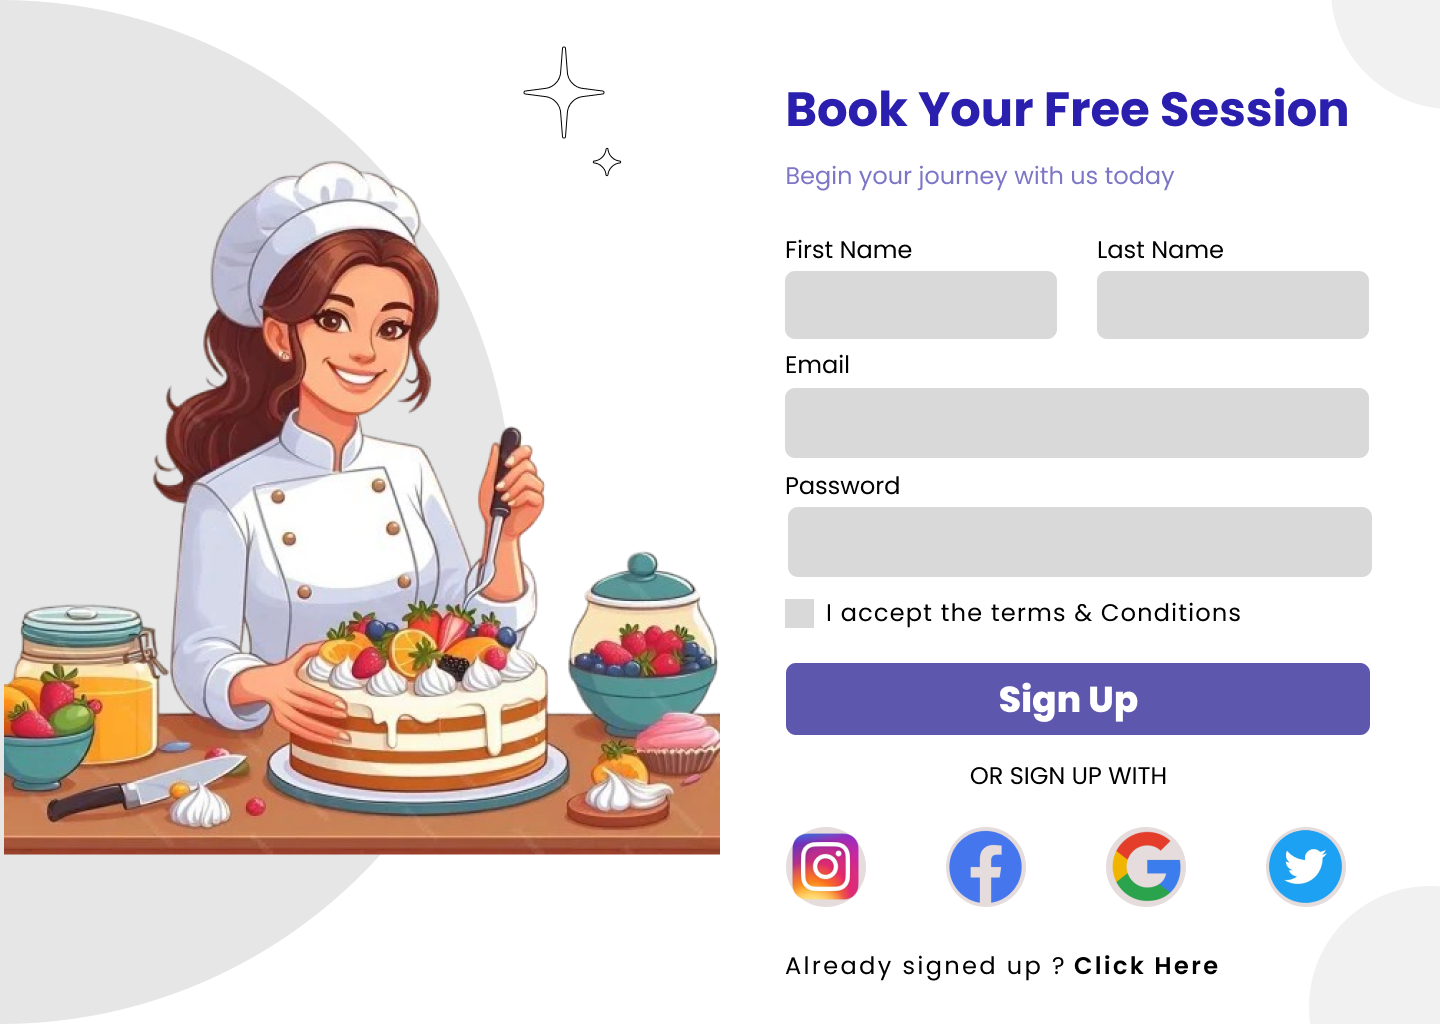 Book Your Free Session
Begin your journey with us today
First Name
Last Name
Email
Password
I accept the terms & Conditions
Sign Up
OR SIGN UP WITH
Already signed up ? Click Here